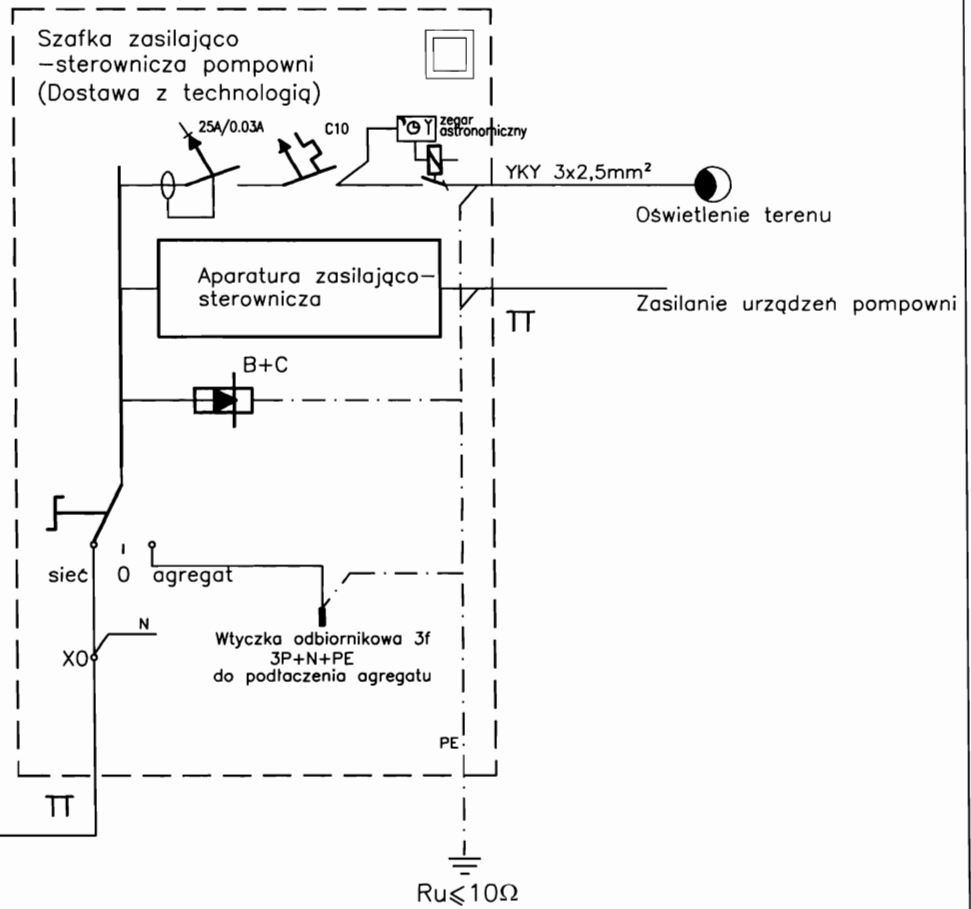 Szafka zasilająco
-sterownicza pompowni
(Dostawa z technologią)
25A/0.03A
C10
zegar
astronomiczny
YKY 3x2,5mm²
Oświetlenie terenu
Aparatura zasilająco-
sterownicza
TT
Zasilanie urządzeń pompowni
B+C
sieć 0 agregat
N
X0
Wtyczka odbiornikowa 3f
3P+N+PE
do podłaczenia agregatu
PE
TT
Ru≤10Ω